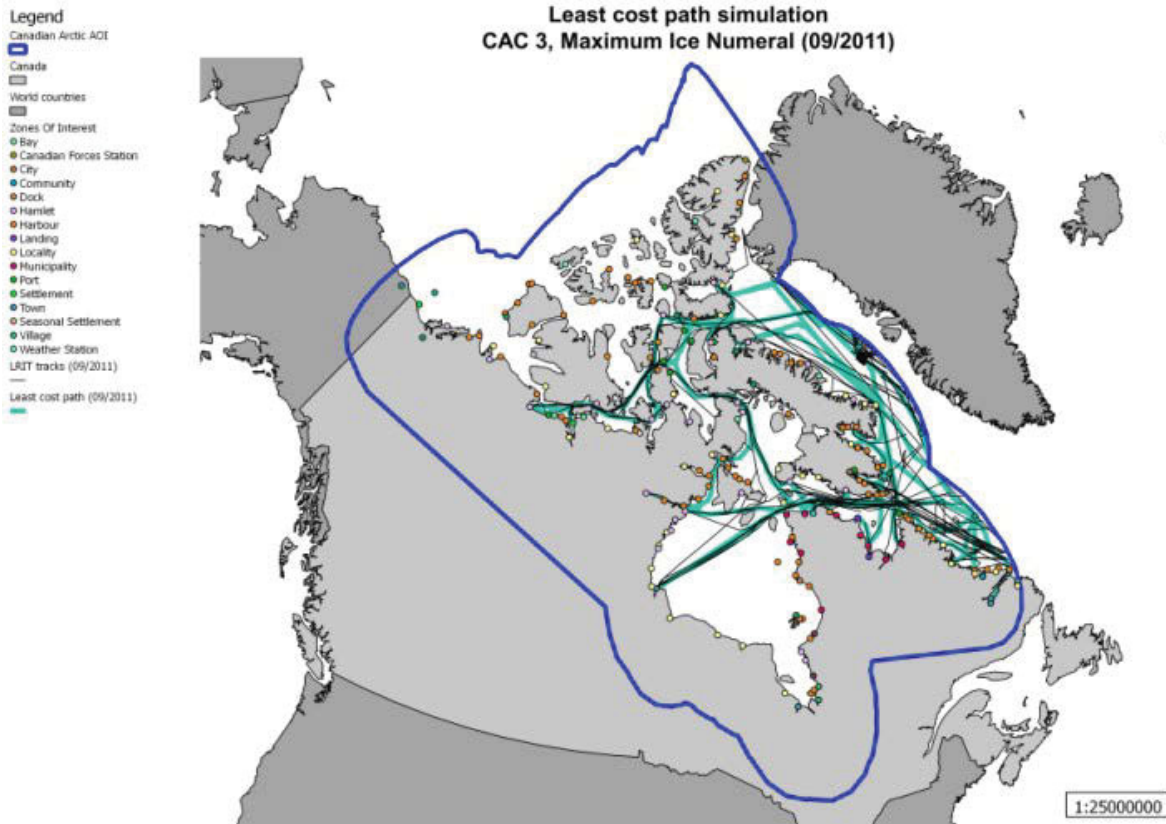 Least cost path simulation
CAC 3, Maximum Ice Numeral (09/2011)
Legend
Canadian Arctic AOI
Canada
World countries
Zones Of Interest
Bay
Canadian Forces Station
City
Community
Dock
Hamlet
Harbour
Landing
Locality
Municipality
Port
Settlement
Town
Seasonal Settlement
Village
Weather Station
LRIT tracks (09/2011)
Least cost path (09/2011)
1:25000000